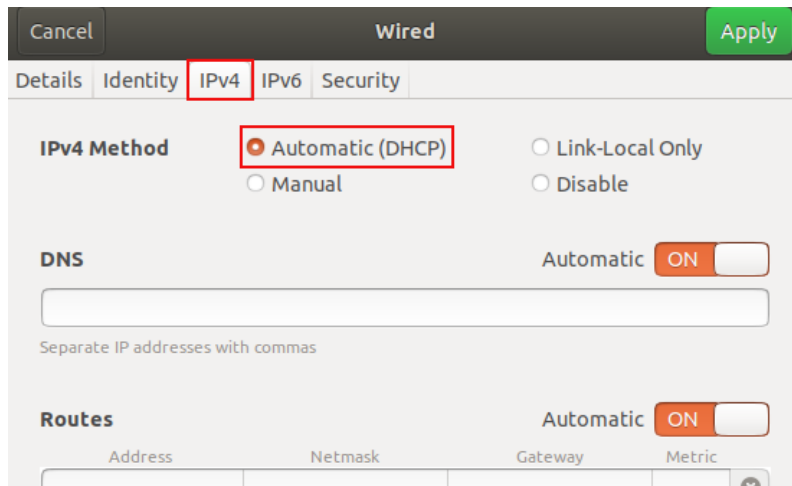 Cancel Wired Apply
Details Identity IPv4 IPv6 Security
IPv4 Method Automatic (DHCP) Link-Local Only
Manual Disable
DNS Automatic ON
Separate IP addresses with commas
Routes Automatic ON
Address Netmask Gateway Metric